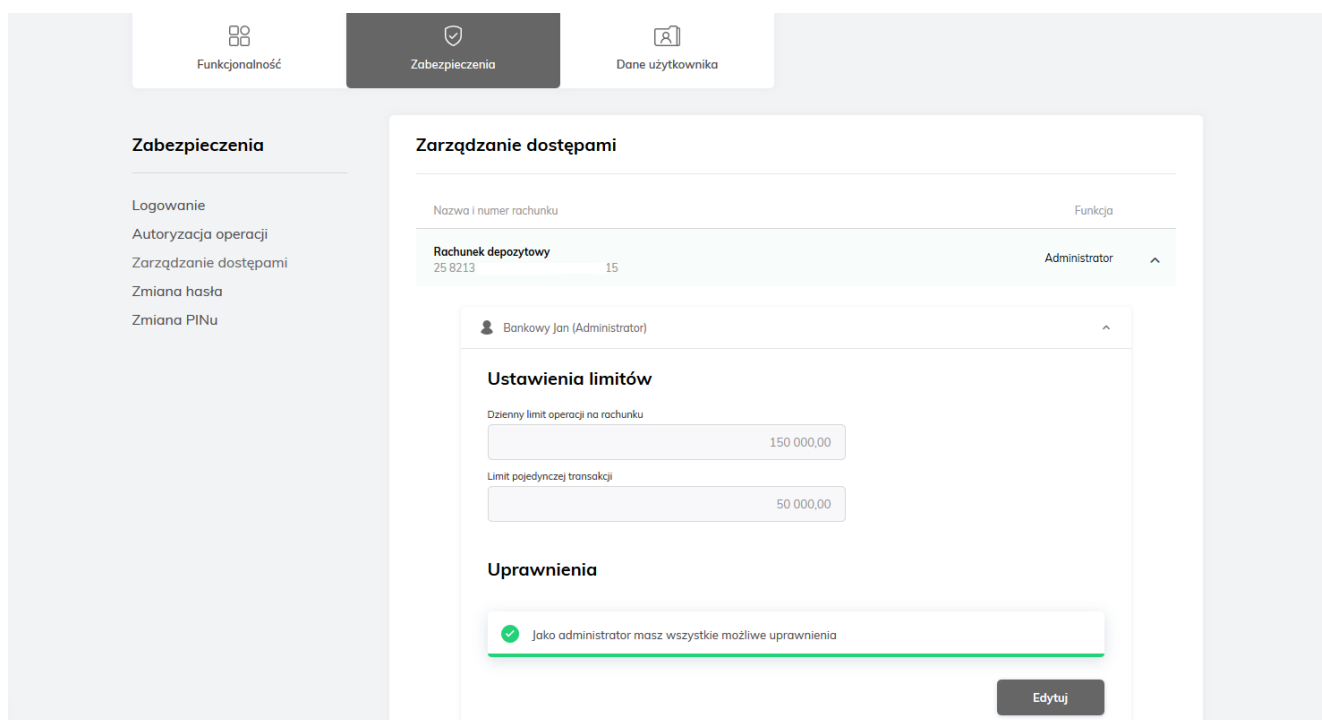 Funkcjonalność
Zabezpieczenia
Dane użytkownika
Zabezpieczenia
Logowanie
Autoryzacja operacji
Zarządzanie dostępami
Zmiana hasła
Zmiana PINu
Zarządzanie dostępami
Nazwa i numer rachunku Funkcja
Rachunek depozytowy
25 8213 15
Administrator
Bankowy Jan (Administrator)
Ustawienia limitów
Dzienny limit operacji na rachunku
150 000,00
Limit pojedynczej transakcji
50 000,00
Uprawnienia
Jako administrator masz wszystkie możliwe uprawnienia
Edytuj